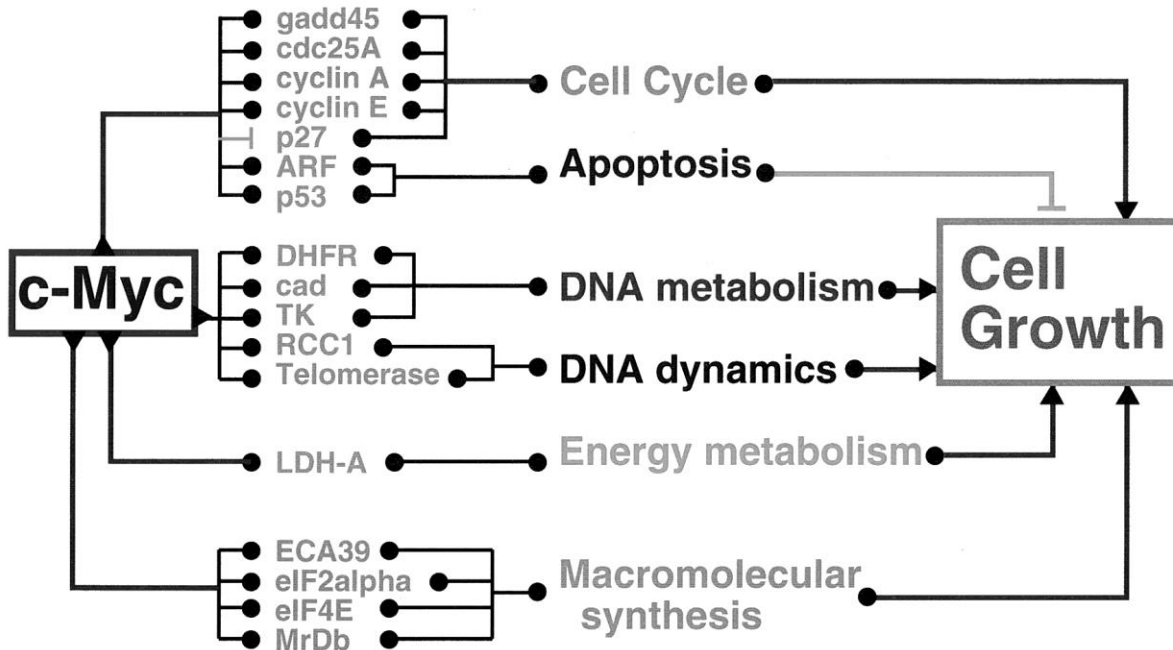 gadd45
cdc25A
cyclin A
cyclin E
p27
ARF
p53
Cell Cycle
Apoptosis
c-Myc
DHFR
cad
TK
RCC1
Telomerase
DNA metabolism
DNA dynamics
Cell
Growth
LDH-A
Energy metabolism
ECA39
eIF2alpha
eIF4E
MrDb
Macromolecular
synthesis